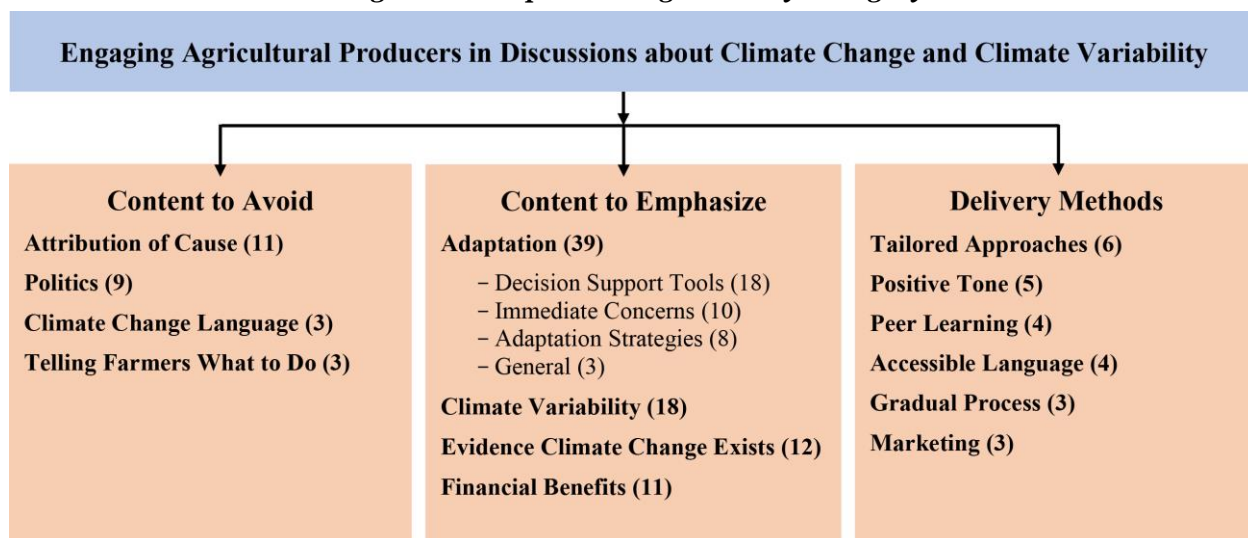 Engaging Agricultural Producers in Discussions about Climate Change and Climate Variability
Content to Avoid
Attribution of Cause (11)
Politics (9)
Climate Change Language (3)
Telling Farmers What to Do (3)
Content to Emphasize
Adaptation (39)
– Decision Support Tools (18)
– Immediate Concerns (10)
– Adaptation Strategies (8)
– General (3)
Climate Variability (18)
Evidence Climate Change Exists (12)
Financial Benefits (11)
Delivery Methods
Tailored Approaches (6)
Positive Tone (5)
Peer Learning (4)
Accessible Language (4)
Gradual Process (3)
Marketing (3)